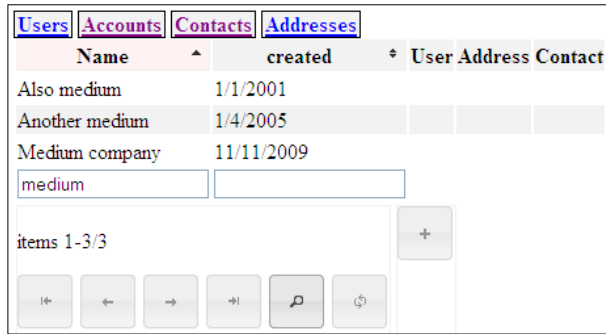 Users Accounts Contacts Addresses
Name created User Address Contact
Also medium 1/1/2001
Another medium 1/4/2005
Medium company 11/11/2009
medium
items 1-3/3